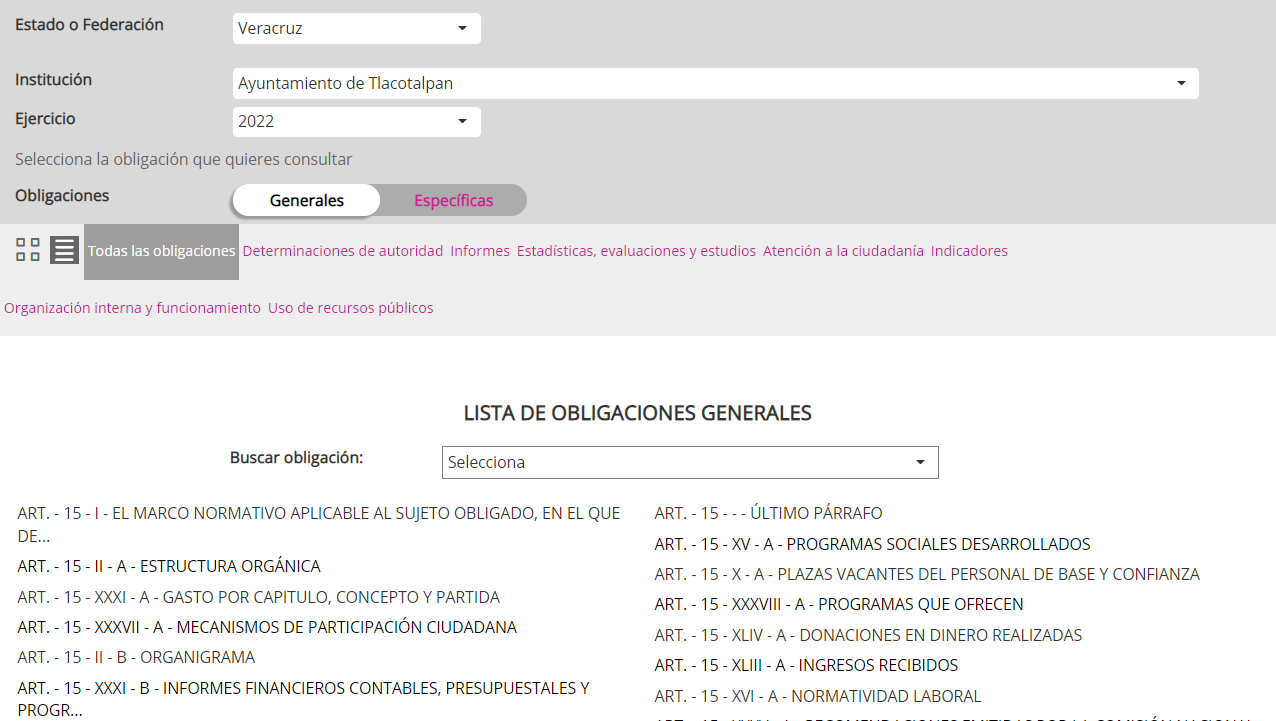 Estado o Federación
Veracruz
Institución
Ayuntamiento de Tlacotalpan
Ejercicio
2022
Selecciona la obligación que quieres consultar
Obligaciones
Generales
Específicas
Todas las obligaciones Determinaciones de autoridad Informes Estadísticas, evaluaciones y estudios Atención a la ciudadanía Indicadores
Organización interna y funcionamiento Uso de recursos públicos
LISTA DE OBLIGACIONES GENERALES
Buscar obligación:
Selecciona
ART. - 15 - I - EL MARCO NORMATIVO APLICABLE AL SUJETO OBLIGADO, EN EL QUE
DE...
ART. - 15 - II - A - ESTRUCTURA ORGÁNICA
ART. - 15 - XXXI - A - GASTO POR CAPITULO, CONCEPTO Y PARTIDA
ART. - 15 - XXXVII - A - MECANISMOS DE PARTICIPACIÓN CIUDADANA
ART. - 15 - II - B - ORGANIGRAMA
ART. - 15 - XXXI - B - INFORMES FINANCIEROS CONTABLES, PRESUPUESTALES Y
PROGR...
ART. - 15 - - - ÚLTIMO PÁRRAFO
ART. - 15 - XV - A - PROGRAMAS SOCIALES DESARROLLADOS
ART. - 15 - X - A - PLAZAS VACANTES DEL PERSONAL DE BASE Y CONFIANZA
ART. - 15 - XXXVIII - A - PROGRAMAS QUE OFRECEN
ART. - 15 - XLIV - A - DONACIONES EN DINERO REALIZADAS
ART. - 15 - XLIII - A - INGRESOS RECIBIDOS
ART. - 15 - XVI - A - NORMATIVIDAD LABORAL